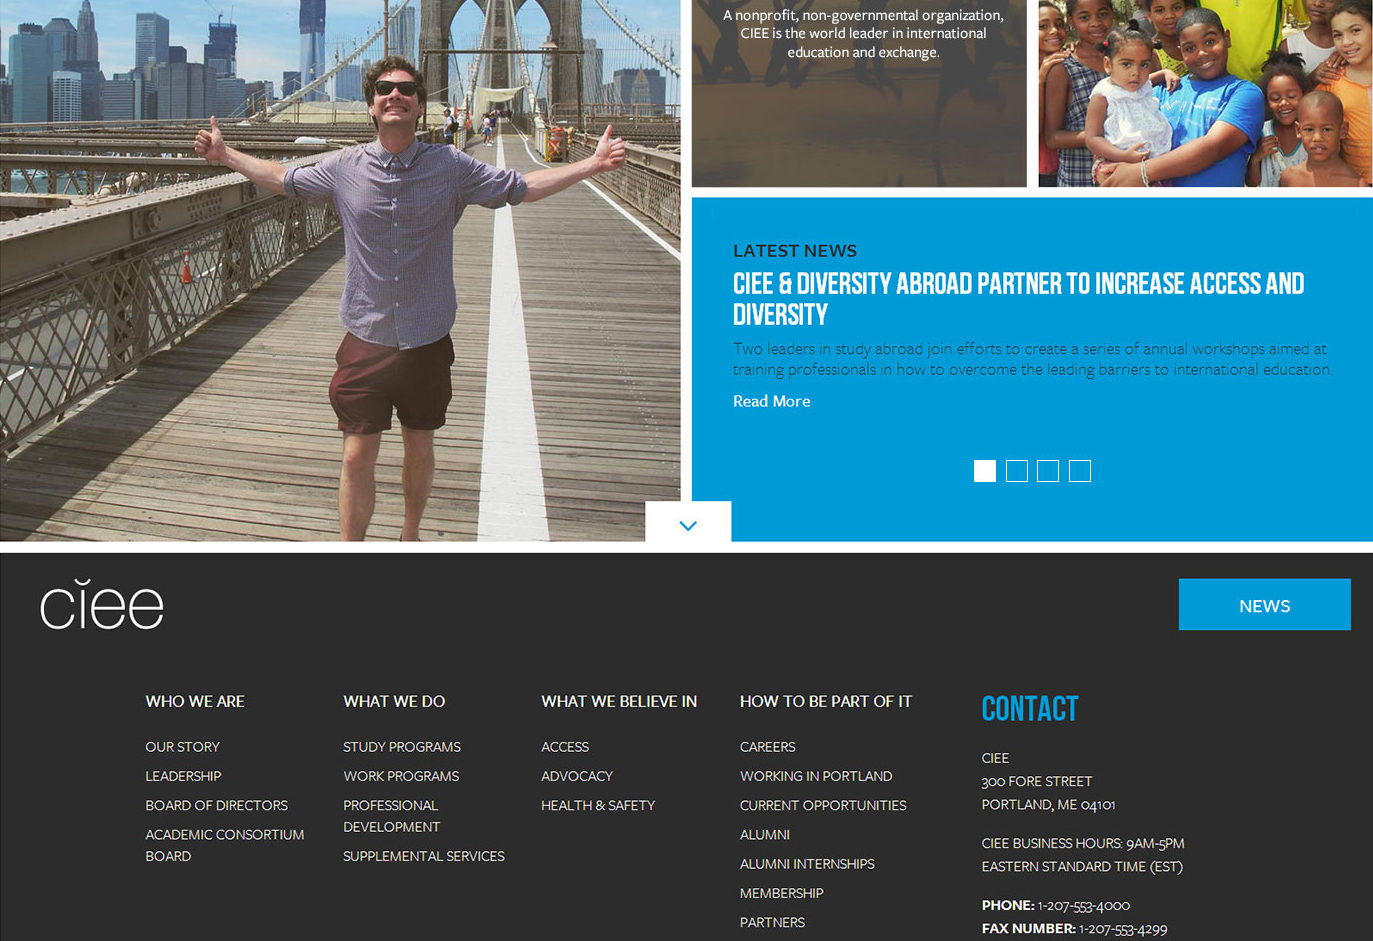 A nonprofit, non-governmental organization,
CIEE is the world leader in international
education and exchange.
LATEST NEWS
CIEE & DIVERSITY ABROAD PARTNER TO INCREASE ACCESS AND
DIVERSITY
Two leaders in study abroad join efforts to create a series of annual workshops aimed at
training professionals in how to overcome the leading barriers to international education.
Read More
cĭee
NEWS
WHO WE ARE
OUR STORY
LEADERSHIP
BOARD OF DIRECTORS
ACADEMIC CONSORTIUM
BOARD
WHAT WE DO
STUDY PROGRAMS
WORK PROGRAMS
PROFESSIONAL
DEVELOPMENT
SUPPLEMENTAL SERVICES
WHAT WE BELIEVE IN
ACCESS
ADVOCACY
HEALTH & SAFETY
HOW TO BE PART OF IT
CAREERS
WORKING IN PORTLAND
CURRENT OPPORTUNITIES
ALUMNI
ALUMNI INTERNSHIPS
MEMBERSHIP
PARTNERS
CONTACT
CIEE
300 FORE STREET
PORTLAND, ME 04101
CIEE BUSINESS HOURS: 9AM-5PM
EASTERN STANDARD TIME (EST)
PHONE: 1-207-553-4000
FAX NUMBER: 1-207-553-4299